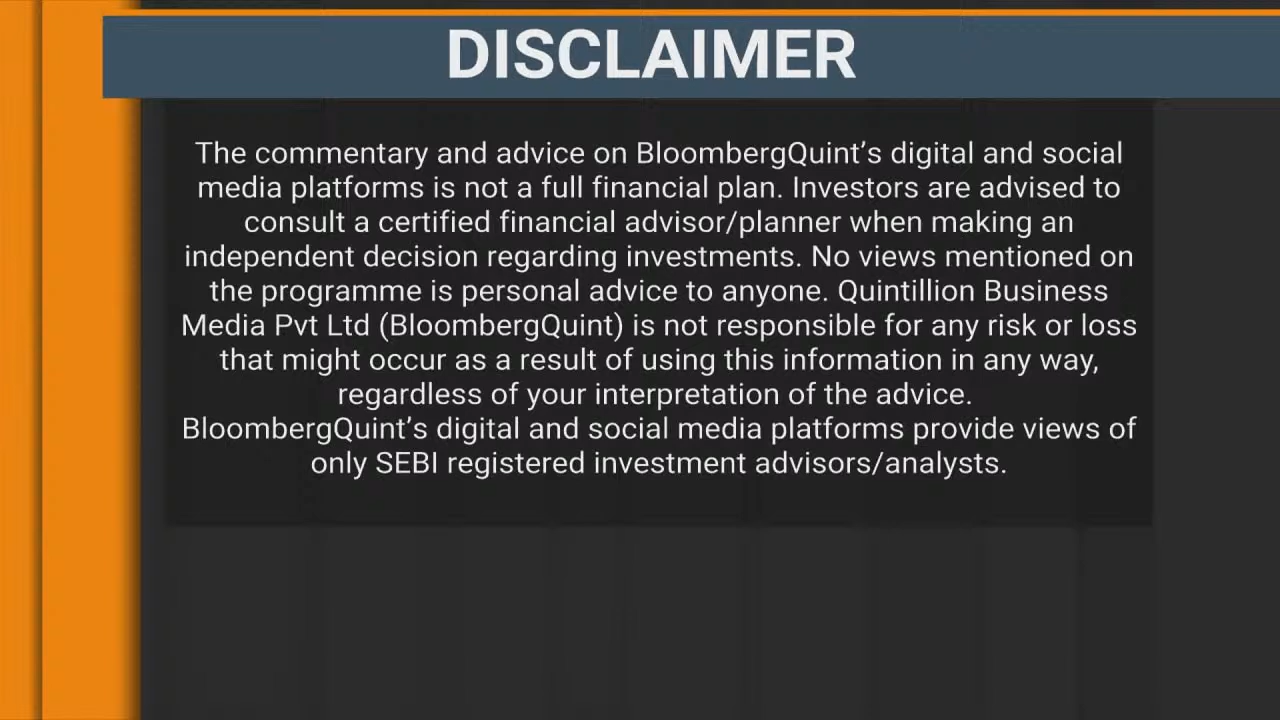 DISCLAIMER
The commentary and advice on BloombergQuint’s digital and social
media platforms is not a full financial plan. Investors are advised to
consult a certified financial advisor/planner when making an
independent decision regarding investments. No views mentioned on
the programme is personal advice to anyone. Quintillion Business
Media Pvt Ltd (BloombergQuint) is not responsible for any risk or loss
that might occur as a result of using this information in any way,
regardless of your interpretation of the advice.
BloombergQuint’s digital and social media platforms provide views of
only SEBI registered investment advisors/analysts.